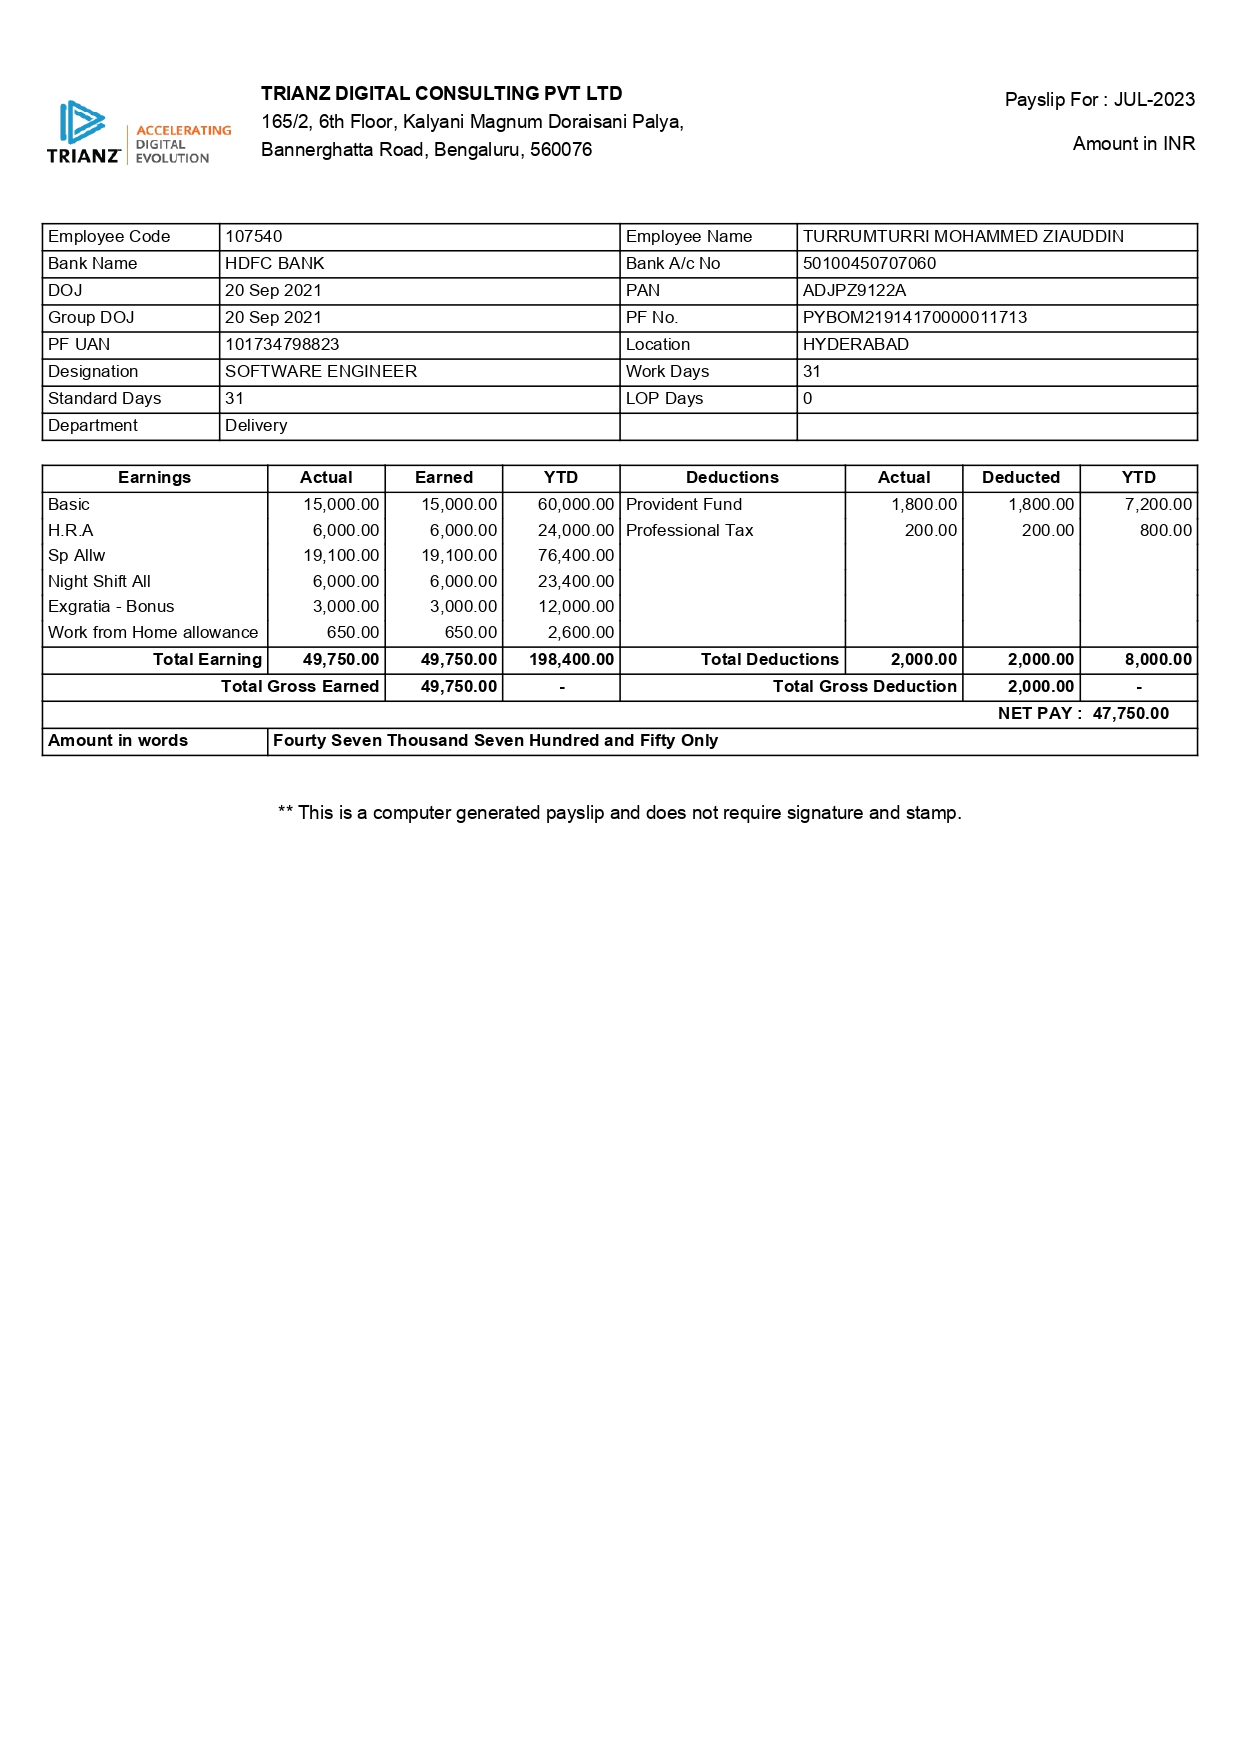 TRIANZ
ACCELERATING
DIGITAL
EVOLUTION
TRIANZ DIGITAL CONSULTING PVT LTD
165/2, 6th Floor, Kalyani Magnum Doraisani Palya,
Bannerghatta Road, Bengaluru, 560076
Payslip For : JUL-2023
Amount in INR
Employee Code 107540 Employee Name TURRUMTURRI MOHAMMED ZIAUDDIN
Bank Name HDFC BANK Bank A/c No 50100450707060
DOJ 20 Sep 2021 PAN ADJPZ9122A
Group DOJ 20 Sep 2021 PF No. PYBOM21914170000011713
PF UAN 101734798823 Location HYDERABAD
Designation SOFTWARE ENGINEER Work Days 31
Standard Days 31 LOP Days 0
Department Delivery
Earnings Actual Earned YTD Deductions Actual Deducted YTD
Basic 15,000.00 15,000.00 60,000.00 Provident Fund 1,800.00 1,800.00 7,200.00
H.R.A 6,000.00 6,000.00 24,000.00 Professional Tax 200.00 200.00 800.00
Sp Allw 19,100.00 19,100.00 76,400.00
Night Shift All 6,000.00 6,000.00 23,400.00
Exgratia - Bonus 3,000.00 3,000.00 12,000.00
Work from Home allowance 650.00 650.00 2,600.00
Total Earning 49,750.00 49,750.00 198,400.00 Total Deductions 2,000.00 2,000.00 8,000.00
Total Gross Earned 49,750.00 - Total Gross Deduction 2,000.00 -
NET PAY : 47,750.00
Amount in words Fourty Seven Thousand Seven Hundred and Fifty Only
** This is a computer generated payslip and does not require signature and stamp.